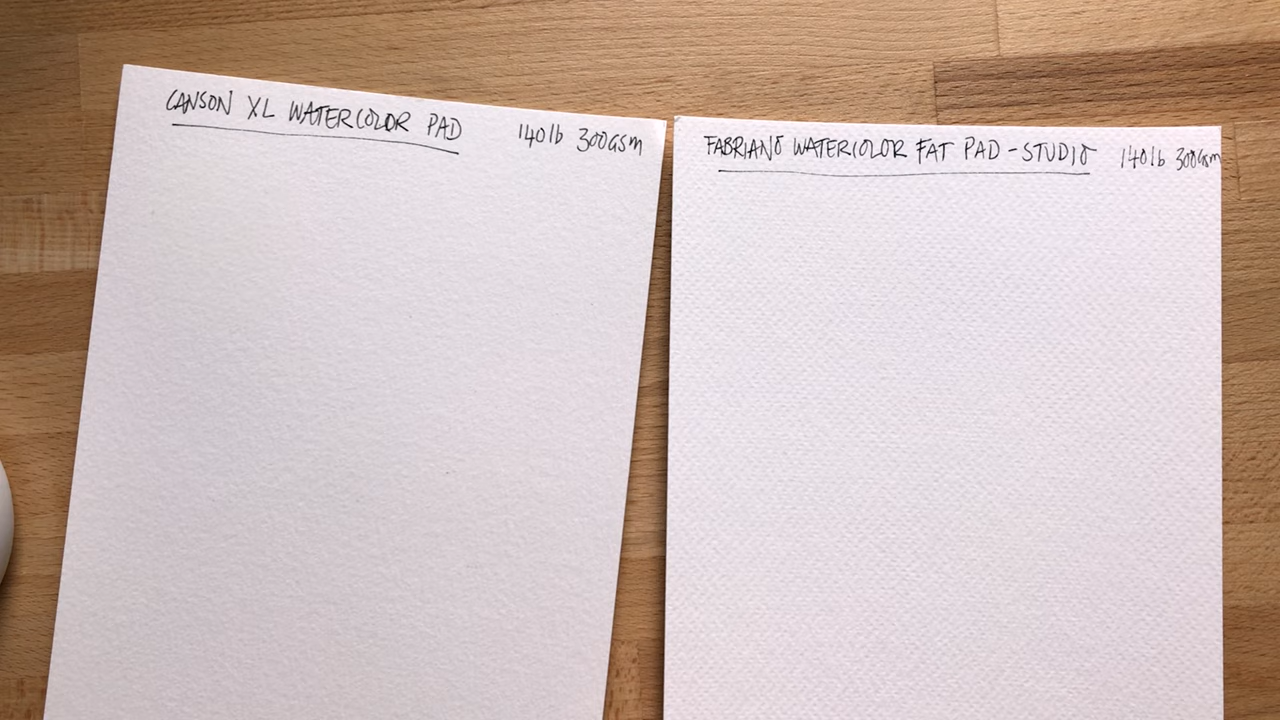 CANSON XL WATERCOLOR PAD 140lb 300GSM
FABRIANO WATERCOLOR FAT PAD - STUDIO 140lb 300Gsm